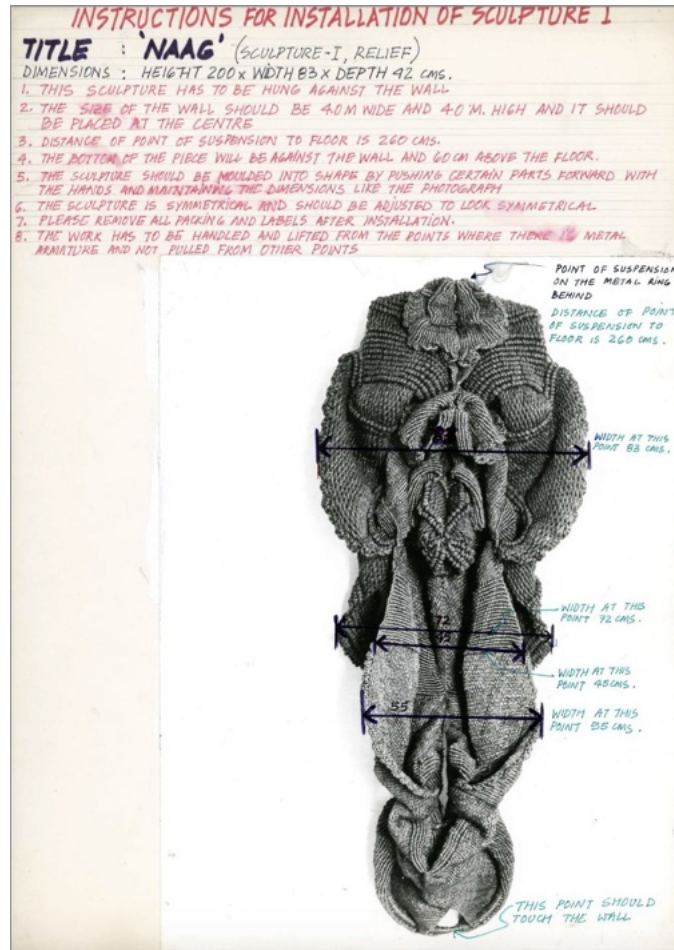 INSTRUCTIONS FOR INSTALLATION OF SCULPTURE I
TITLE : 'NAAG' (SCULPTURE-I, RELIEF)
DIMENSIONS : HEIGHT 200 x WIDTH 83 x DEPTH 42 CMS.
1. THIS SCULPTURE HAS TO BE HUNG AGAINST THE WALL
2. THE SIZE OF THE WALL SHOULD BE 4.0 M WIDE AND 4.0 M. HIGH AND IT SHOULD
BE PLACED AT THE CENTRE
3. DISTANCE OF POINT OF SUSPENSION TO FLOOR IS 260 CMS.
4. THE BOTTOM OF THE PIECE WILL BE AGAINST THE WALL AND 60 CM ABOVE THE FLOOR.
5. THE SCULPTURE SHOULD BE MOULDED INTO SHAPE BY PUSHING CERTAIN PARTS FORWARD WITH
THE HANDS AND MAINTAINING THE DIMENSIONS LIKE THE PHOTOGRAPH
6. THE SCULPTURE IS SYMMETRICAL AND SHOULD BE ADJUSTED TO LOOK SYMMETRICAL
7. PLEASE REMOVE ALL PACKING AND LABELS AFTER INSTALLATION.
8. THE WORK HAS TO BE HANDLED AND LIFTED FROM THE POINTS WHERE THERE IS METAL
ARMATURE AND NOT PULLED FROM OTHER POINTS
POINT OF SUSPENSION
ON THE METAL RING
BEHIND
DISTANCE OF POINT
OF SUSPENSION TO
FLOOR IS 260 CMS.
83
WIDTH AT THIS
POINT 83 CMS.
72
WIDTH AT THIS
POINT 72 CMS.
45
WIDTH AT THIS
POINT 45 CMS.
55
WIDTH AT THIS
POINT 55 CMS.
THIS POINT SHOULD
TOUCH THE WALL